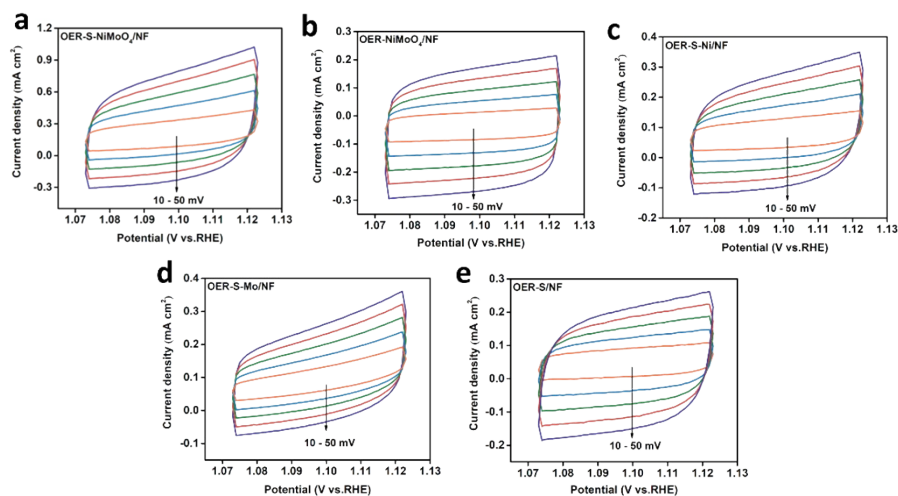 a
OER-S-NiMoO₄/NF
Current density (mA cm²)
1.2
0.9
0.6
0.3
0.0
-0.3
10 - 50 mV
1.07 1.08 1.09 1.10 1.11 1.12 1.13
Potential (V vs.RHE)
b
OER-NiMoO₄/NF
Current density (mA cm²)
0.3
0.2
0.1
0.0
-0.1
-0.2
-0.3
10 - 50 mV
1.07 1.08 1.09 1.10 1.11 1.12 1.13
Potential (V vs.RHE)
c
OER-S-Ni/NF
Current density (mA cm²)
0.4
0.3
0.2
0.1
0.0
-0.1
-0.2
10 - 50 mV
1.07 1.08 1.09 1.10 1.11 1.12 1.13
Potential (V vs.RHE)
d
OER-S-Mo/NF
Current density (mA cm²)
0.4
0.3
0.2
0.1
0.0
-0.1
10 - 50 mV
1.07 1.08 1.09 1.10 1.11 1.12 1.13
Potential (V vs.RHE)
e
OER-S/NF
Current density (mA cm²)
0.3
0.2
0.1
0.0
-0.1
-0.2
10 - 50 mV
1.07 1.08 1.09 1.10 1.11 1.12 1.13
Potential (V vs.RHE)